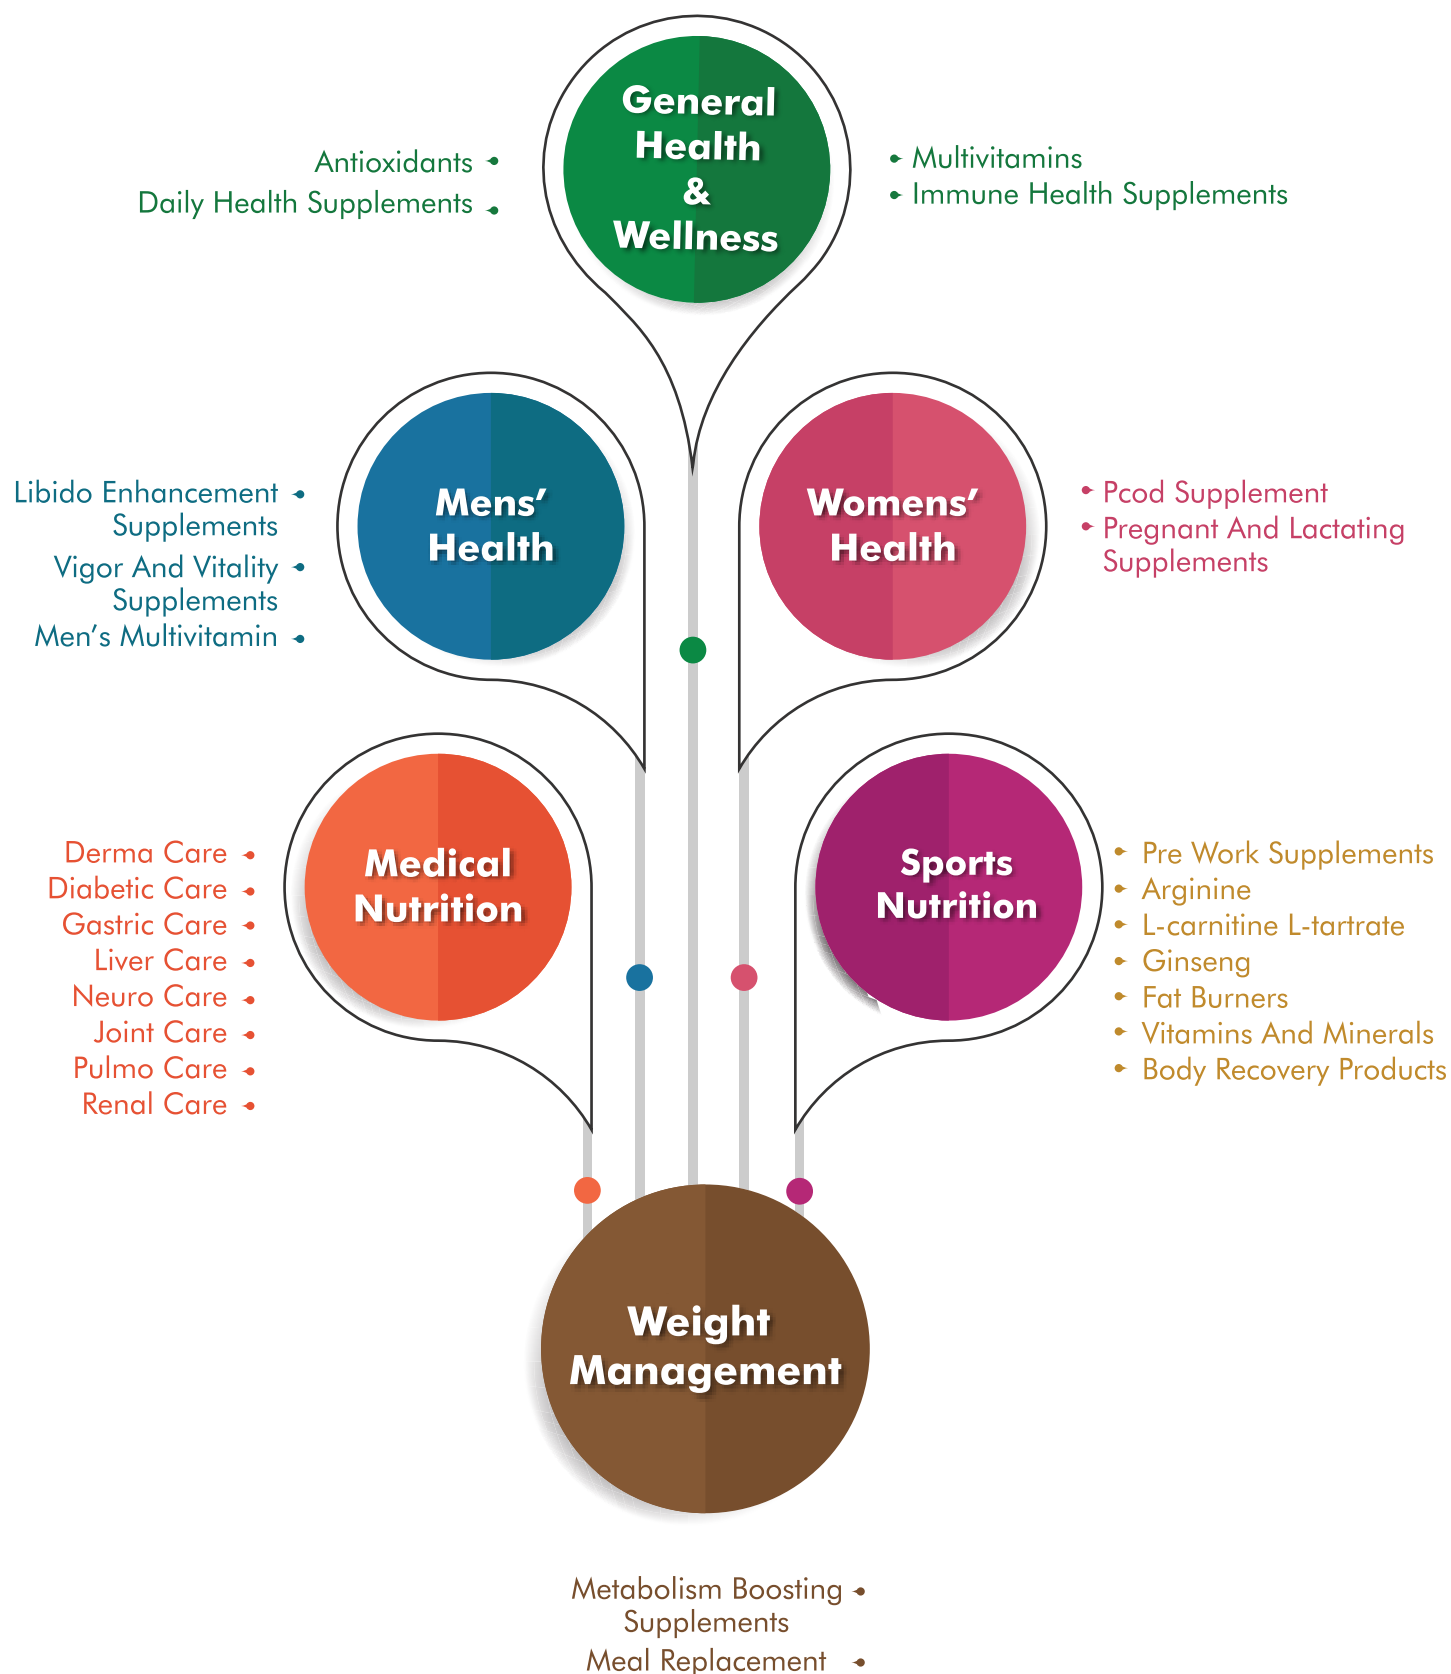 General
Health
&
Wellness
Antioxidants
Daily Health Supplements
Multivitamins
Immune Health Supplements
Mens’
Health
Libido Enhancement
Supplements
Vigor And Vitality
Supplements
Men’s Multivitamin
Womens’
Health
Pcod Supplement
Pregnant And Lactating
Supplements
Medical
Nutrition
Derma Care
Diabetic Care
Gastric Care
Liver Care
Neuro Care
Joint Care
Pulmo Care
Renal Care
Sports
Nutrition
Pre Work Supplements
Arginine
L-carnitine L-tartrate
Ginseng
Fat Burners
Vitamins And Minerals
Body Recovery Products
Weight
Management
Metabolism Boosting
Supplements
Meal Replacement